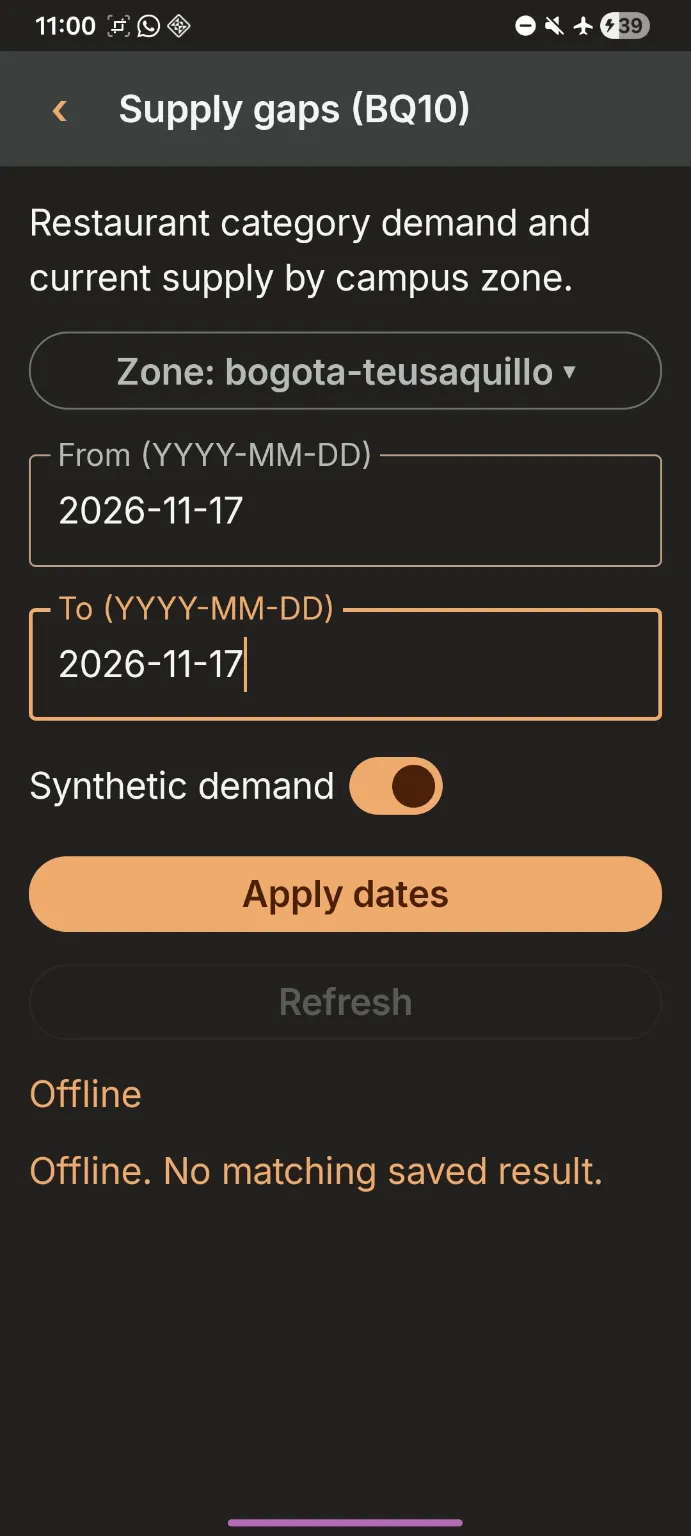 11:00
39
‹ Supply gaps (BQ10)
Restaurant category demand and
current supply by campus zone.
Zone: bogota-teusaquillo ▾
From (YYYY-MM-DD)
2026-11-17
To (YYYY-MM-DD)
2026-11-17
Synthetic demand
Apply dates
Refresh
Offline
Offline. No matching saved result.